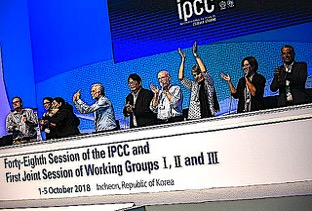 ipcc
Forty-Eighth Session of the IPCC and
First Joint Session of Working Groups I, II and III
1-5 October 2018 Incheon, Republic of Korea